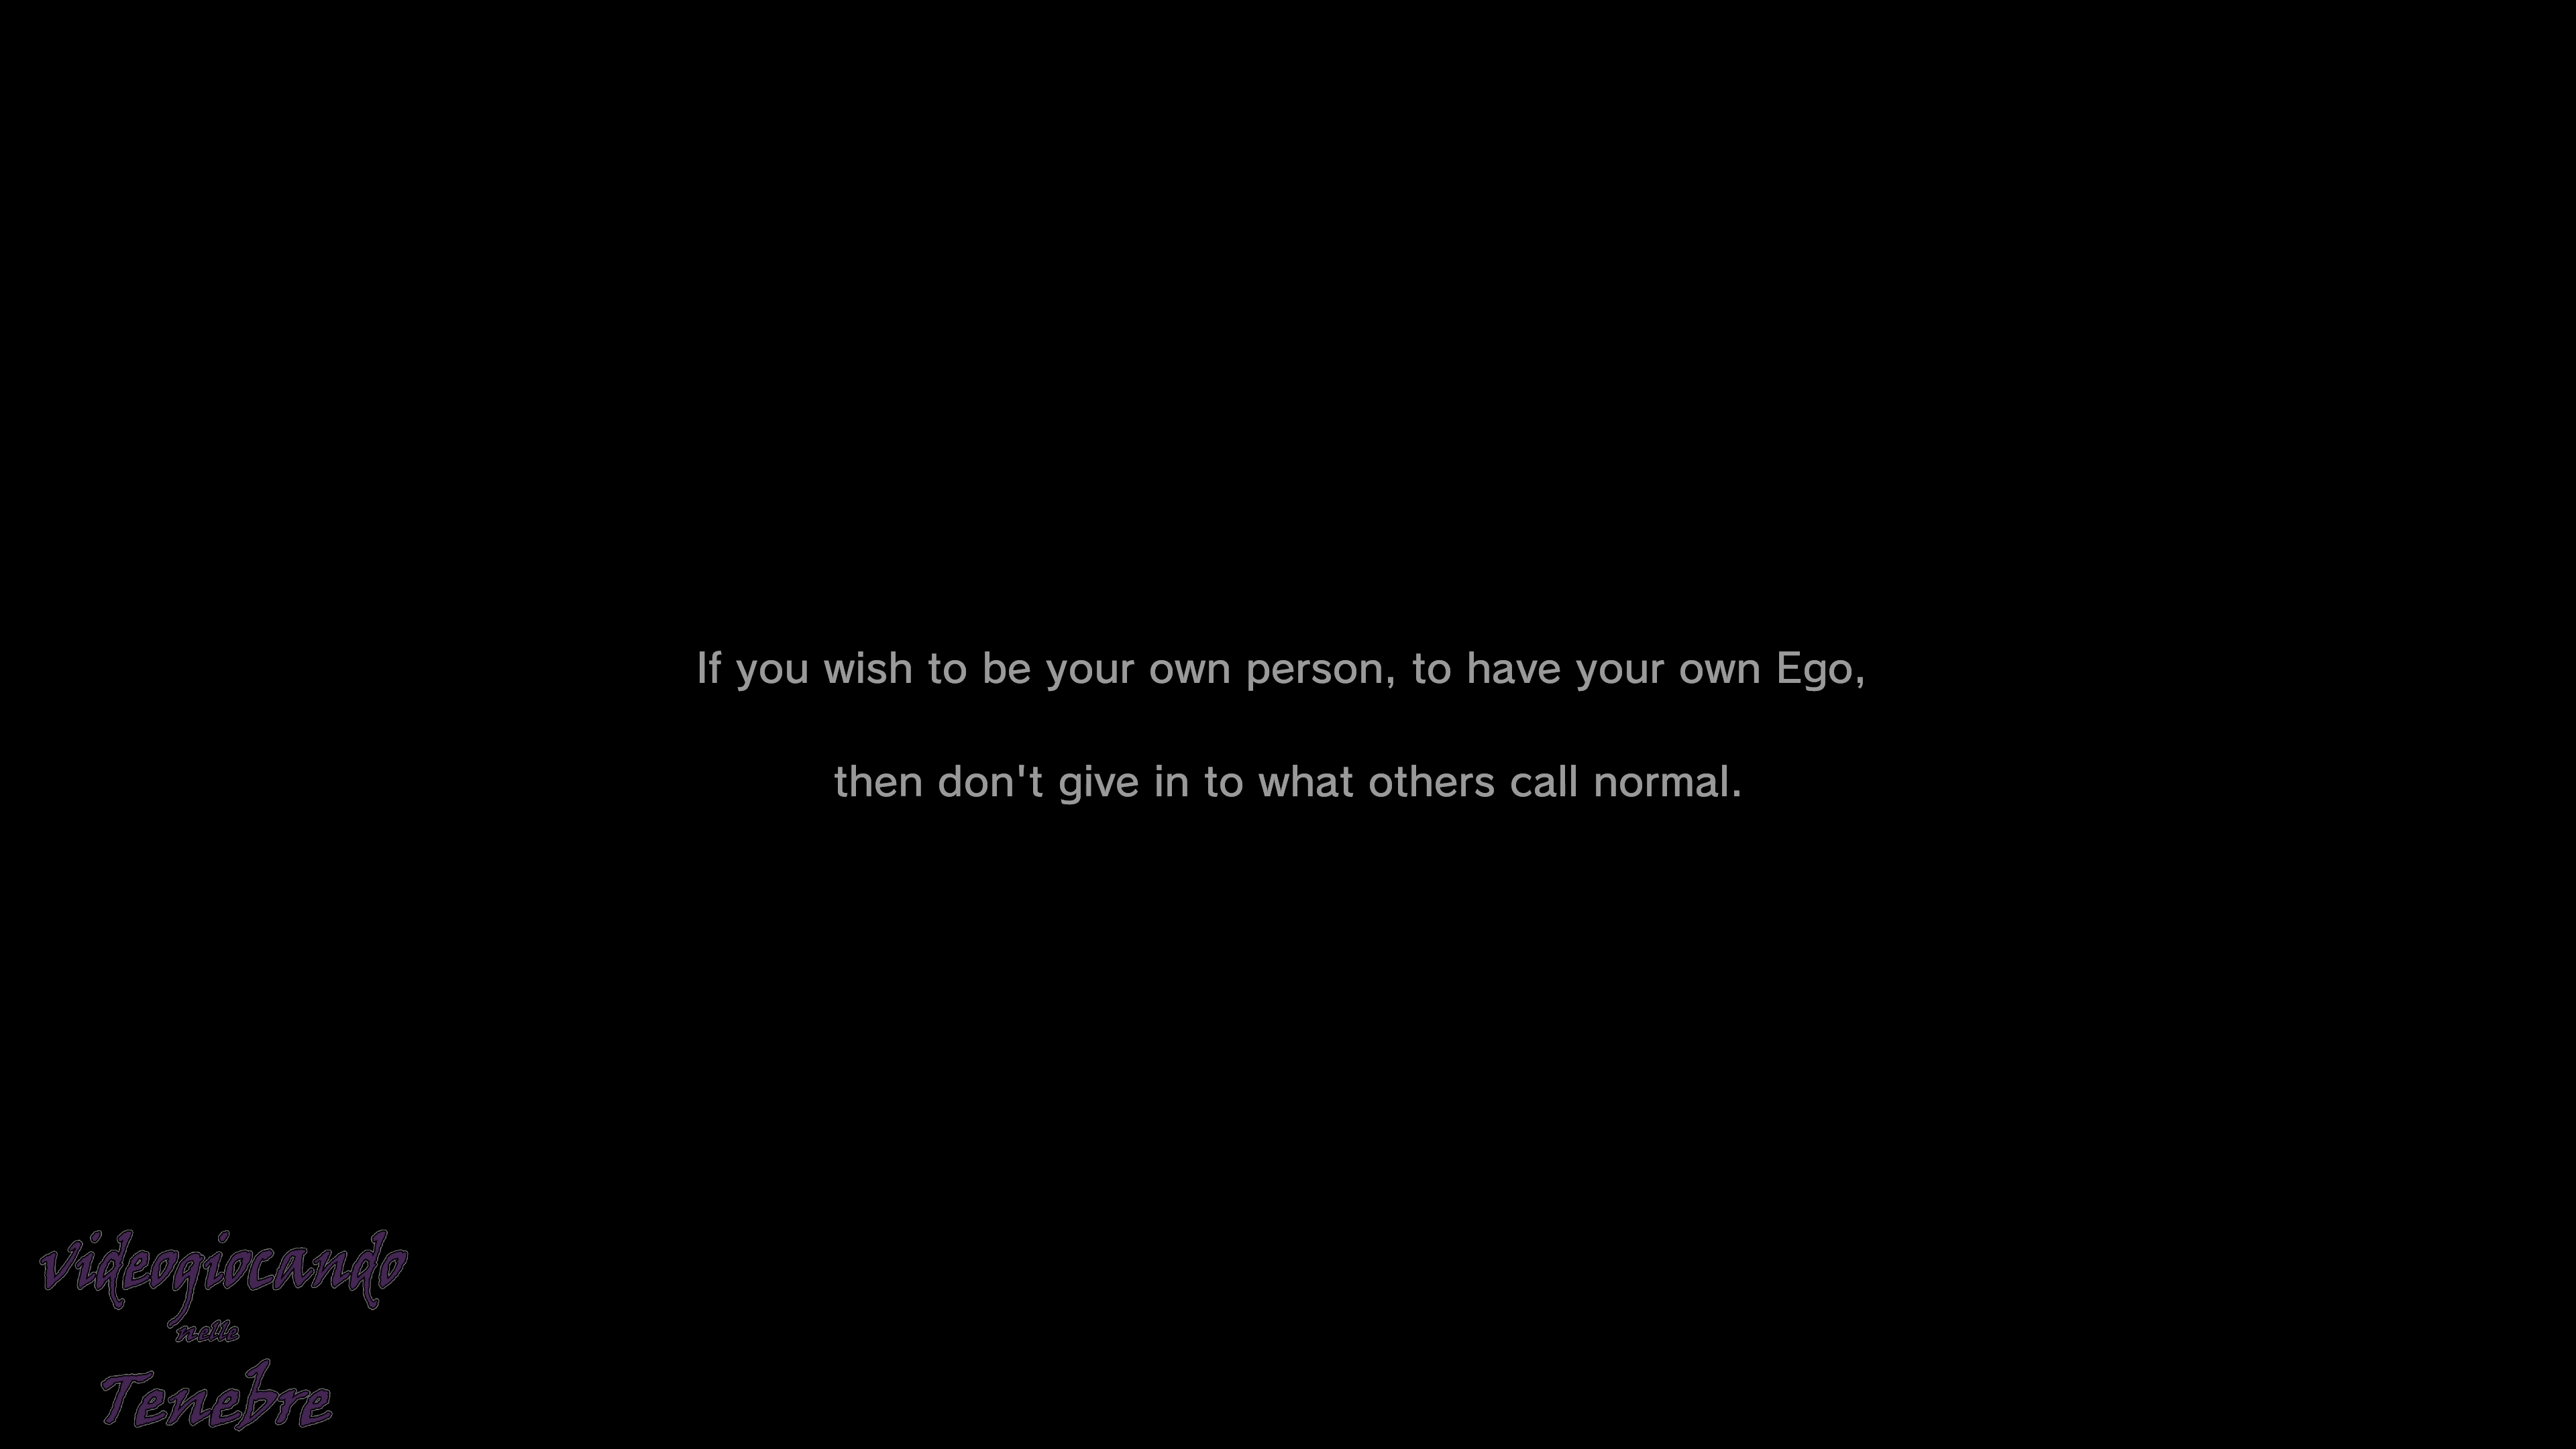 If you wish to be your own person, to have your own Ego,
then don't give in to what others call normal.
videogiocando
nelle
Tenebre